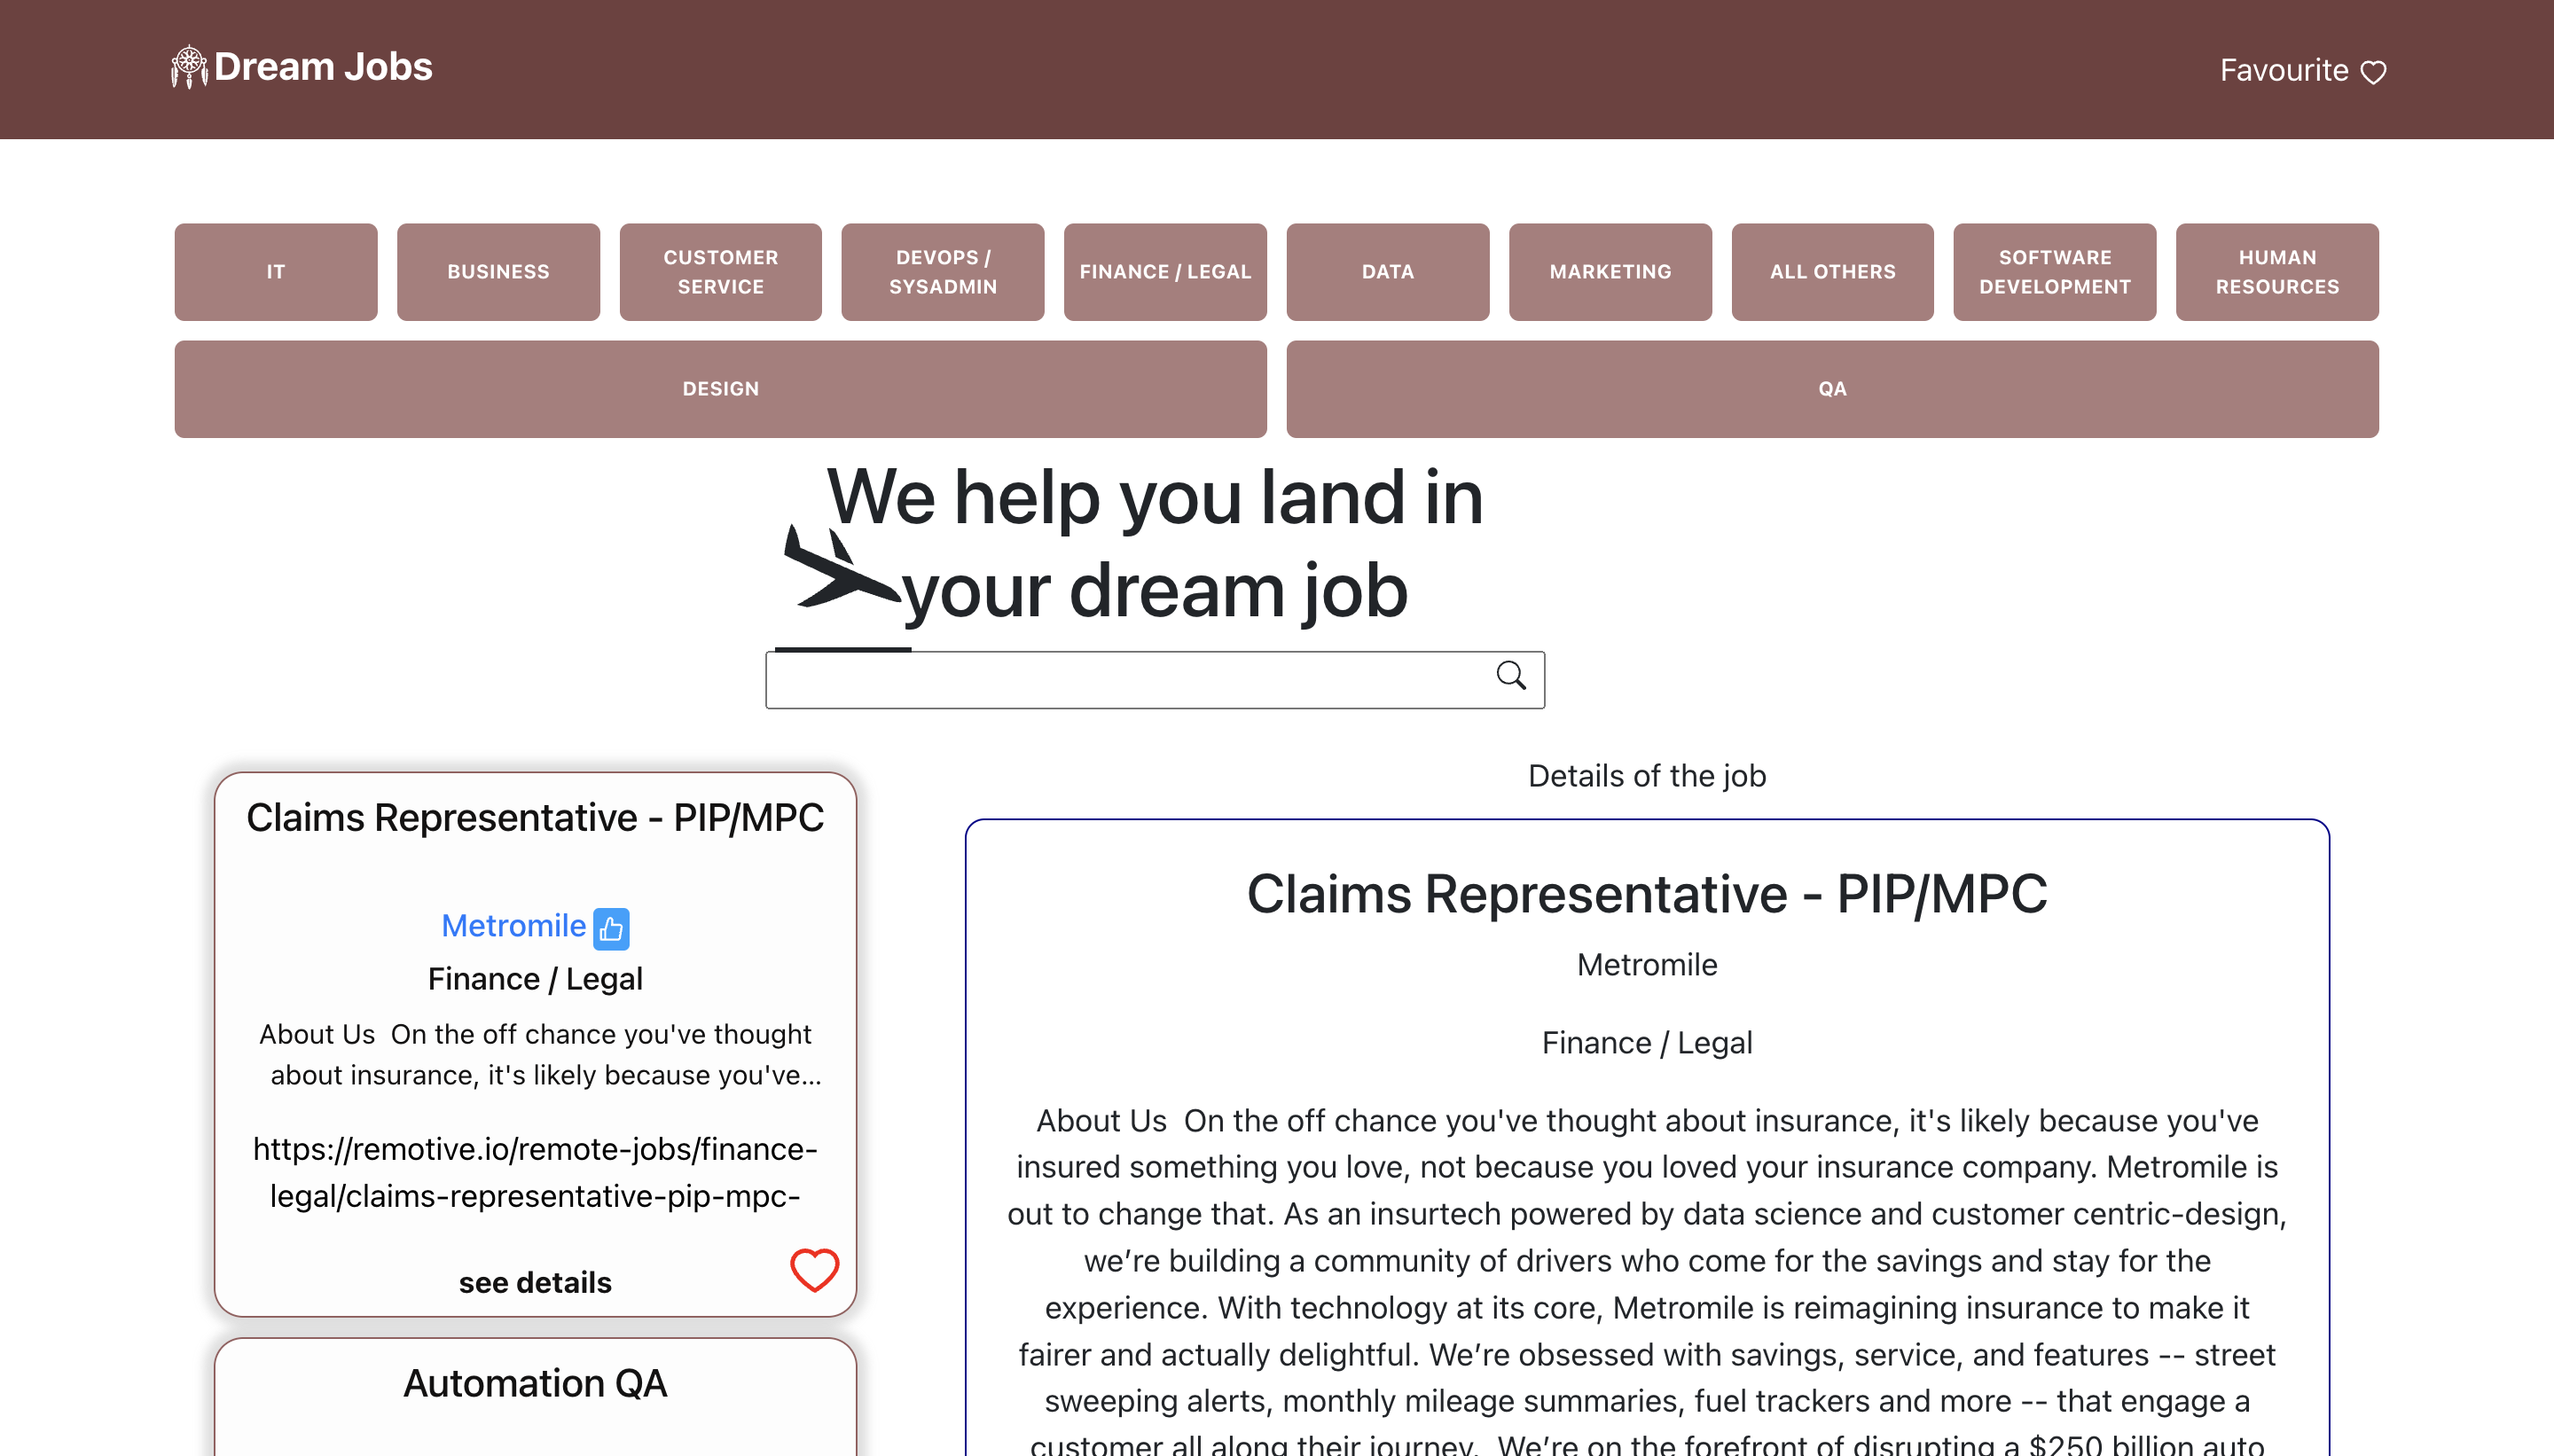 Dream Jobs
Favourite
IT
BUSINESS
CUSTOMER
SERVICE
DEVOPS /
SYSADMIN
FINANCE / LEGAL
DATA
MARKETING
ALL OTHERS
SOFTWARE
DEVELOPMENT
HUMAN
RESOURCES
DESIGN
QA
We help you land in
your dream job
Claims Representative - PIP/MPC
Metromile
Finance / Legal
About Us  On the off chance you've thought
about insurance, it's likely because you've...
https://remotive.io/remote-jobs/finance-
legal/claims-representative-pip-mpc-
see details
Automation QA
Details of the job
Claims Representative - PIP/MPC
Metromile
Finance / Legal
About Us  On the off chance you've thought about insurance, it's likely because you've
insured something you love, not because you loved your insurance company. Metromile is
out to change that. As an insurtech powered by data science and customer centric-design,
we’re building a community of drivers who come for the savings and stay for the
experience. With technology at its core, Metromile is reimagining insurance to make it
fairer and actually delightful. We’re obsessed with savings, service, and features -- street
sweeping alerts, monthly mileage summaries, fuel trackers and more -- that engage a
customer all along their journey.  We’re on the forefront of disrupting a $250 billion auto